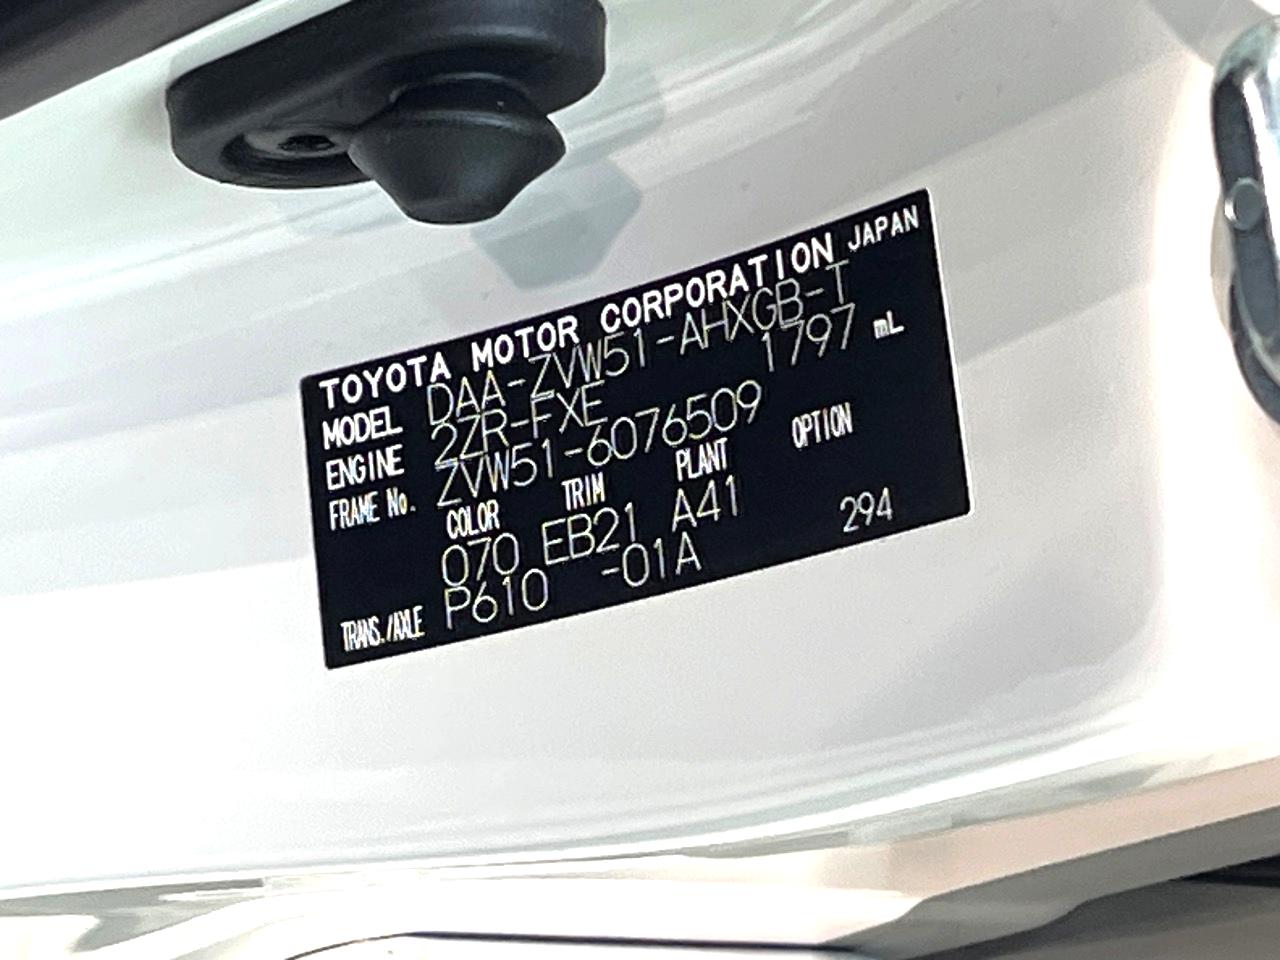 TOYOTA MOTOR CORPORATION JAPAN
MODEL DAA-ZVW51-AHXGB-T
ENGINE 2ZR-FXE 1797 mL
FRAME No. ZVW51-6076509
COLOR TRIM PLANT OPTION
070 EB21 A41
TRANS./AXLE P610 -01A 294